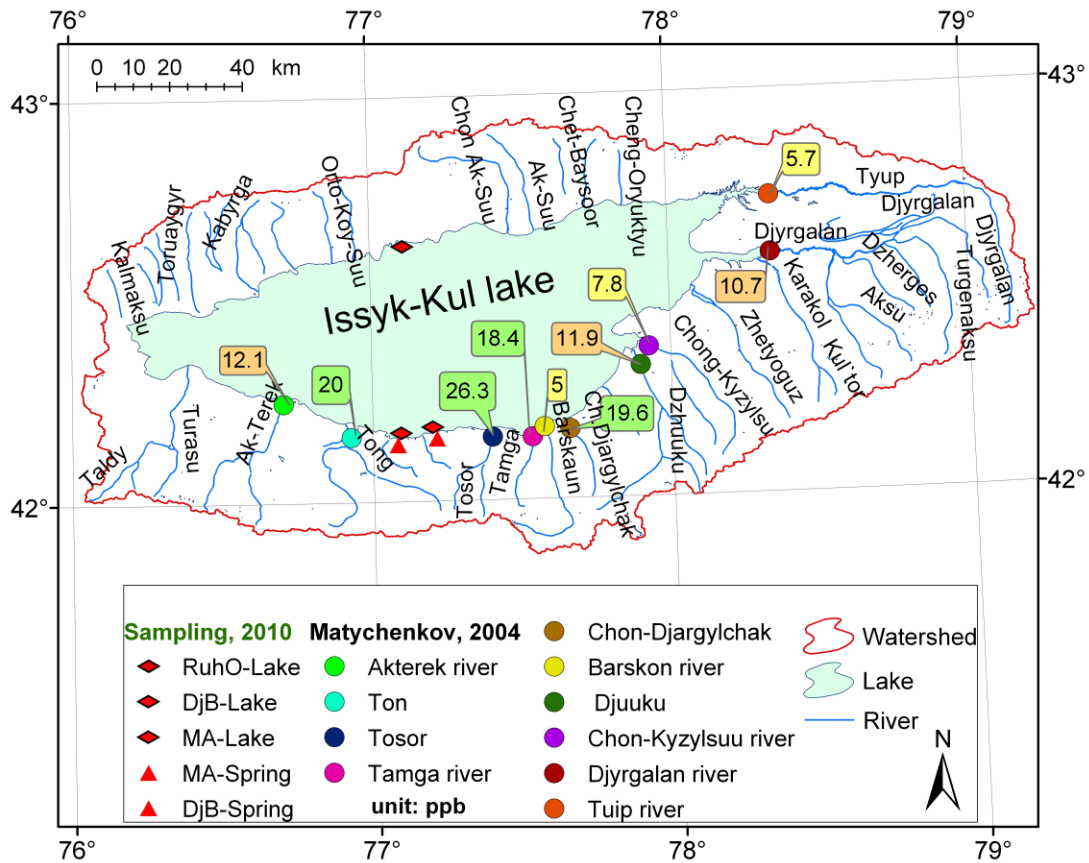 76° 77° 78° 79°
0 10 20 40 km
43° 43°
Chon Ak-Suu
Ak-Suu
Chet-Baysoor
Cheng-Oryuktyu
Orto-Koy-Suu
Kabyrga
Toruaygyr
Kalmaksu
5.7
Tyup
Djyrgalan
Djyrgalan
Djyrgalan
Dzherges
Turgenaksu
Aksu
Kul'tor
Karakol
Zhetyoguz
Chong-Kyzylsu
10.7
7.8
Issyk-Kul lake
18.4
11.9
12.1
20
26.3
5
19.6
Taldy
Turasu
Ak-Terek
Tong
Tosor
Tamga
Barskaun
Ch-Djargylchak
Dzhuuku
42° 42°
Sampling, 2010
RuhO-Lake
DjB-Lake
MA-Lake
MA-Spring
DjB-Spring
Matychenkov, 2004
Akterek river
Ton
Tosor
Tamga river
unit: ppb
Chon-Djargylchak
Barskon river
Djuuku
Chon-Kyzylsuu river
Djyrgalan river
Tuip river
Watershed
Lake
River
N
76° 77° 78° 79°